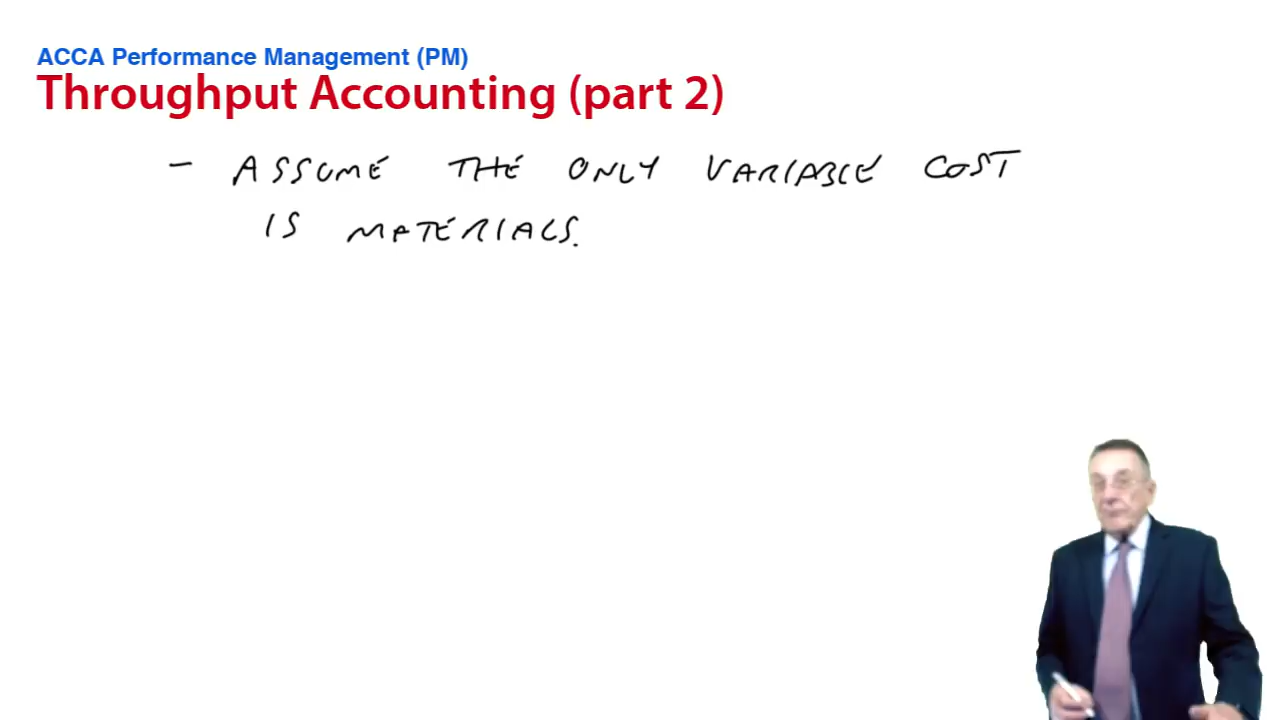 ACCA Performance Management (PM)
Throughput Accounting (part 2)
- ASSUME THE ONLY VARIABLE COST
IS MATERIALS.